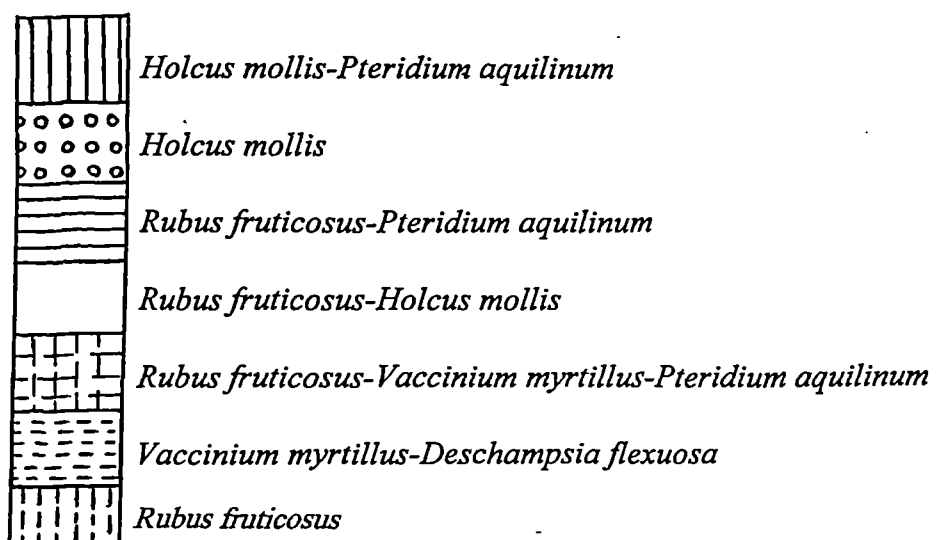 Holcus mollis-Pteridium aquilinum
Holcus mollis
Rubus fruticosus-Pteridium aquilinum
Rubus fruticosus-Holcus mollis
Rubus fruticosus-Vaccinium myrtillus-Pteridium aquilinum
Vaccinium myrtillus-Deschampsia flexuosa
Rubus fruticosus